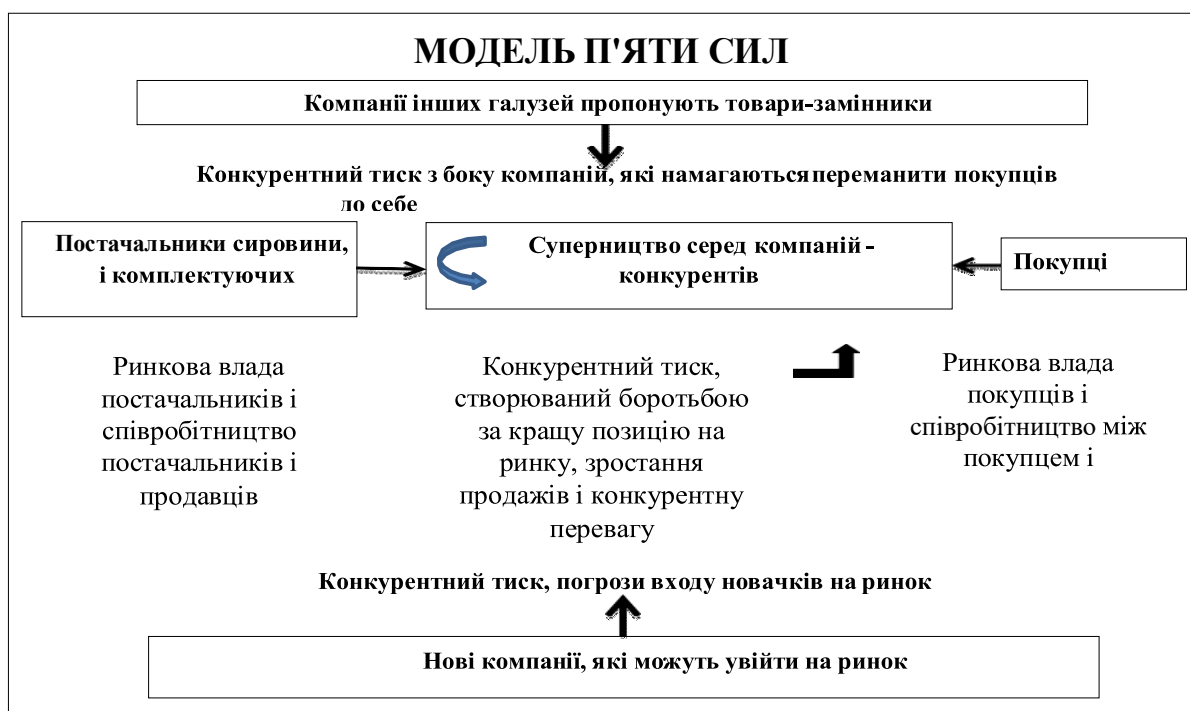 МОДЕЛЬ П'ЯТИ СИЛ
Компанії інших галузей пропонують товари-замінники
Конкурентний тиск з боку компаній, які намагаються переманити покупців
до себе
Постачальники сировини,
і комплектуючих
Суперництво серед компаній -
конкурентів
Покупці
Ринкова влада
постачальників і
співробітництво
постачальників і
продавців
Конкурентний тиск,
створюваний боротьбою
за кращу позицію на
ринку, зростання
продажів і конкурентну
перевагу
Ринкова влада
покупців і
співробітництво між
покупцем і
Конкурентний тиск, погрози входу новачків на ринок
Нові компанії, які можуть увійти на ринок